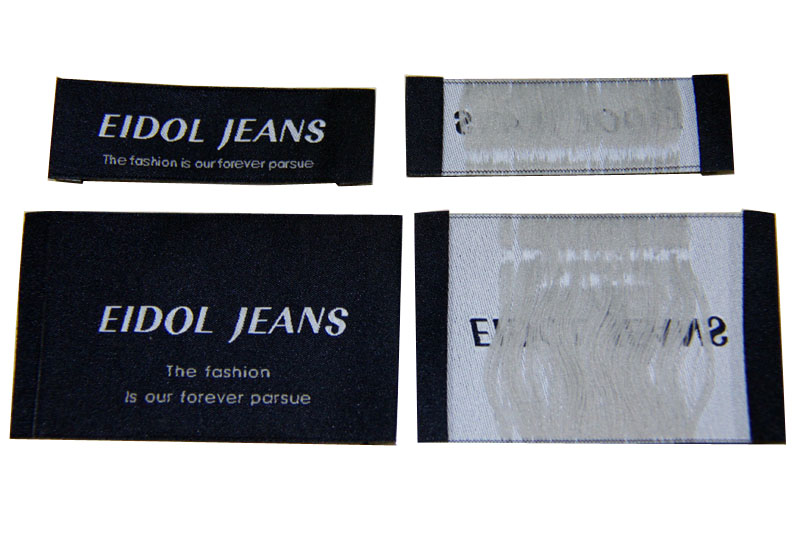 EIDOL JEANS
The fashion is our forever parsue
EIDOL JEANS
The fashion
Is our forever parsue